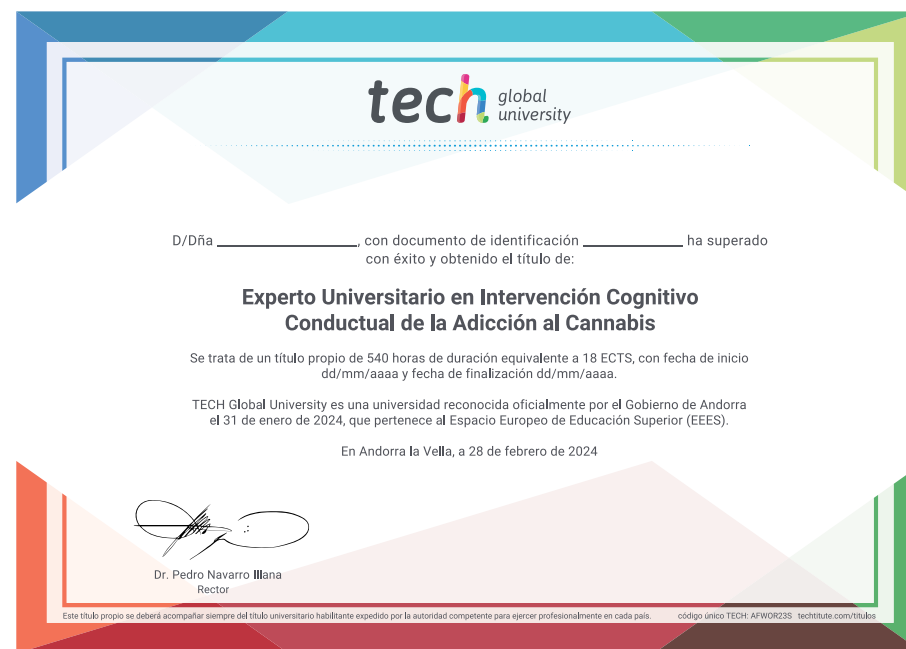 tech global university
D/Dña ____________________, con documento de identificación ______________ ha superado
con éxito y obtenido el título de:
Experto Universitario en Intervención Cognitivo
Conductual de la Adicción al Cannabis
Se trata de un título propio de 540 horas de duración equivalente a 18 ECTS, con fecha de inicio
dd/mm/aaaa y fecha de finalización dd/mm/aaaa.
TECH Global University es una universidad reconocida oficialmente por el Gobierno de Andorra
el 31 de enero de 2024, que pertenece al Espacio Europeo de Educación Superior (EEES).
En Andorra la Vella, a 28 de febrero de 2024
Dr. Pedro Navarro Illana
Rector
Este título propio se deberá acompañar siempre del título universitario habilitante expedido por la autoridad competente para ejercer profesionalmente en cada país. código único TECH: AFWOR23S techtitute.com/titulos